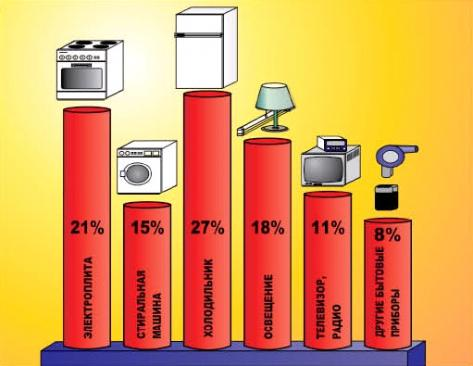 21%
ЭЛЕКТРОПЛИТА
15%
СТИРАЛЬНАЯ
МАШИНА
27%
ХОЛОДИЛЬНИК
18%
ОСВЕЩЕНИЕ
11%
ТЕЛЕВИЗОР,
РАДИО
8%
ДРУГИЕ БЫТОВЫЕ
ПРИБОРЫ